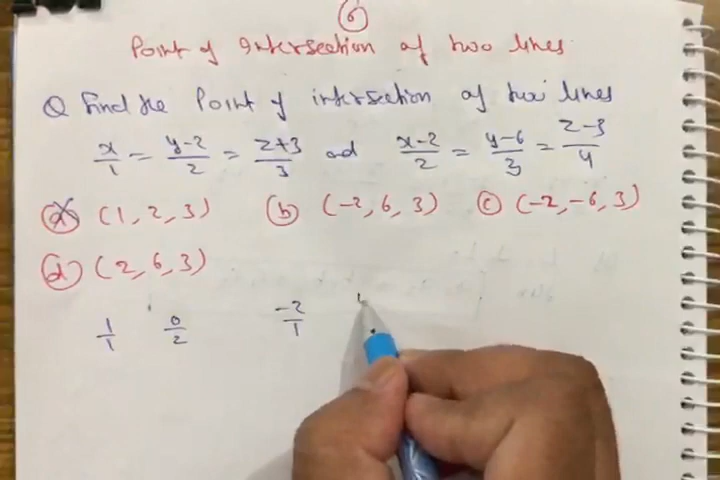 6
Point of Intersection of two lines
Q Find the Point of intersection of two lines
x/1 = y-2/2 = z+3/3 and x-2/2 = y-6/3 = z-3/4
(a) (1, 2, 3) (b) (-2, 6, 3) (c) (-2, -6, 3)
(d) (2, 6, 3)
1/1 0/2 -2/1